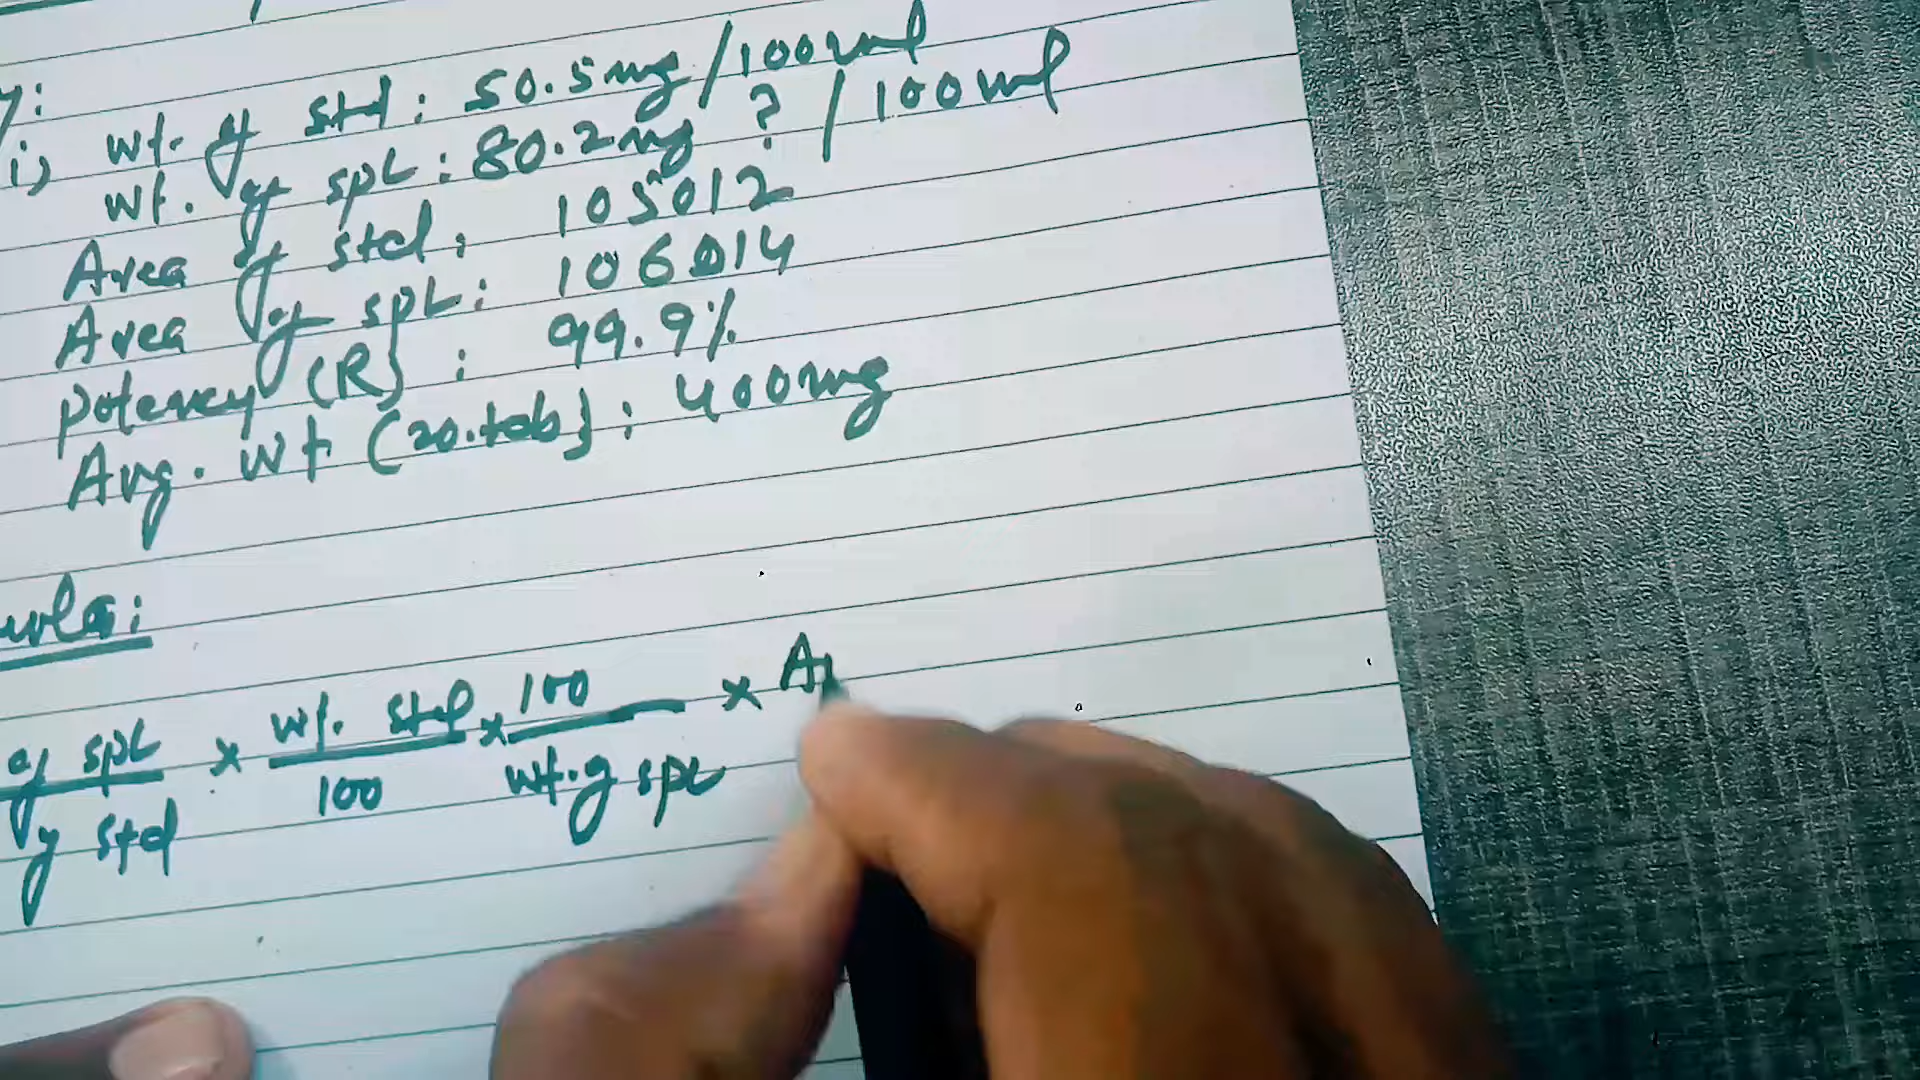 y:
i) wt. of std: 50.5mg/100ml
wt. of spl: 80.2mg ? /100ml
Area of std: 105012
Area of spl: 106014
potency (R) : 99.9%
Avg. wt (20.tab): 400mg
ula:
of spl × wt. std × 100 × Av
y std 100 wt.of spl